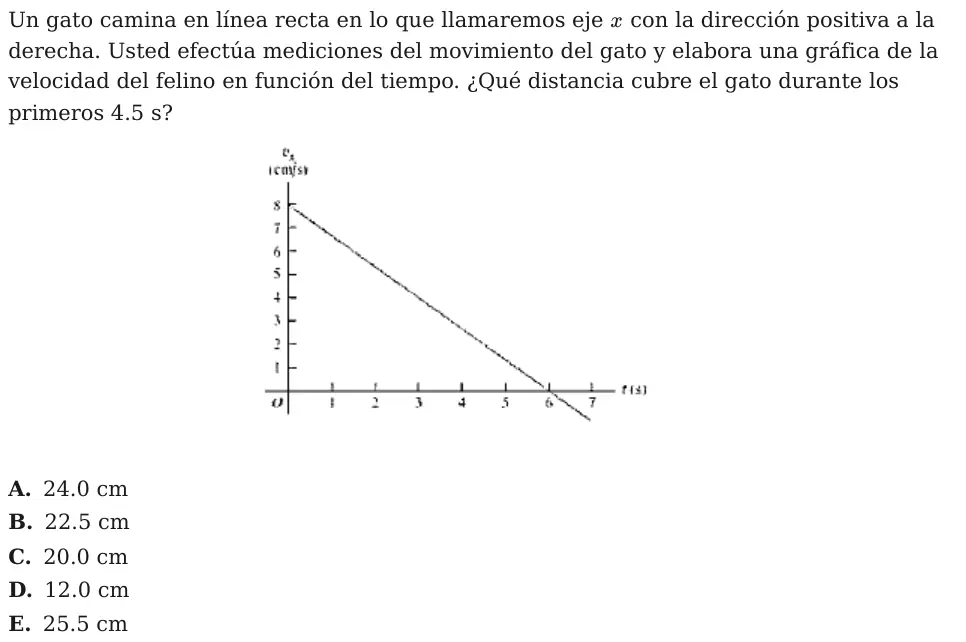 Un gato camina en línea recta en lo que llamaremos eje x con la dirección positiva a la
derecha. Usted efectúa mediciones del movimiento del gato y elabora una gráfica de la
velocidad del felino en función del tiempo. ¿Qué distancia cubre el gato durante los
primeros 4.5 s?
vx
(cm/s)
8
7
6
5
4
3
2
1
O 1 2 3 4 5 6 7 t (s)
A. 24.0 cm
B. 22.5 cm
C. 20.0 cm
D. 12.0 cm
E. 25.5 cm